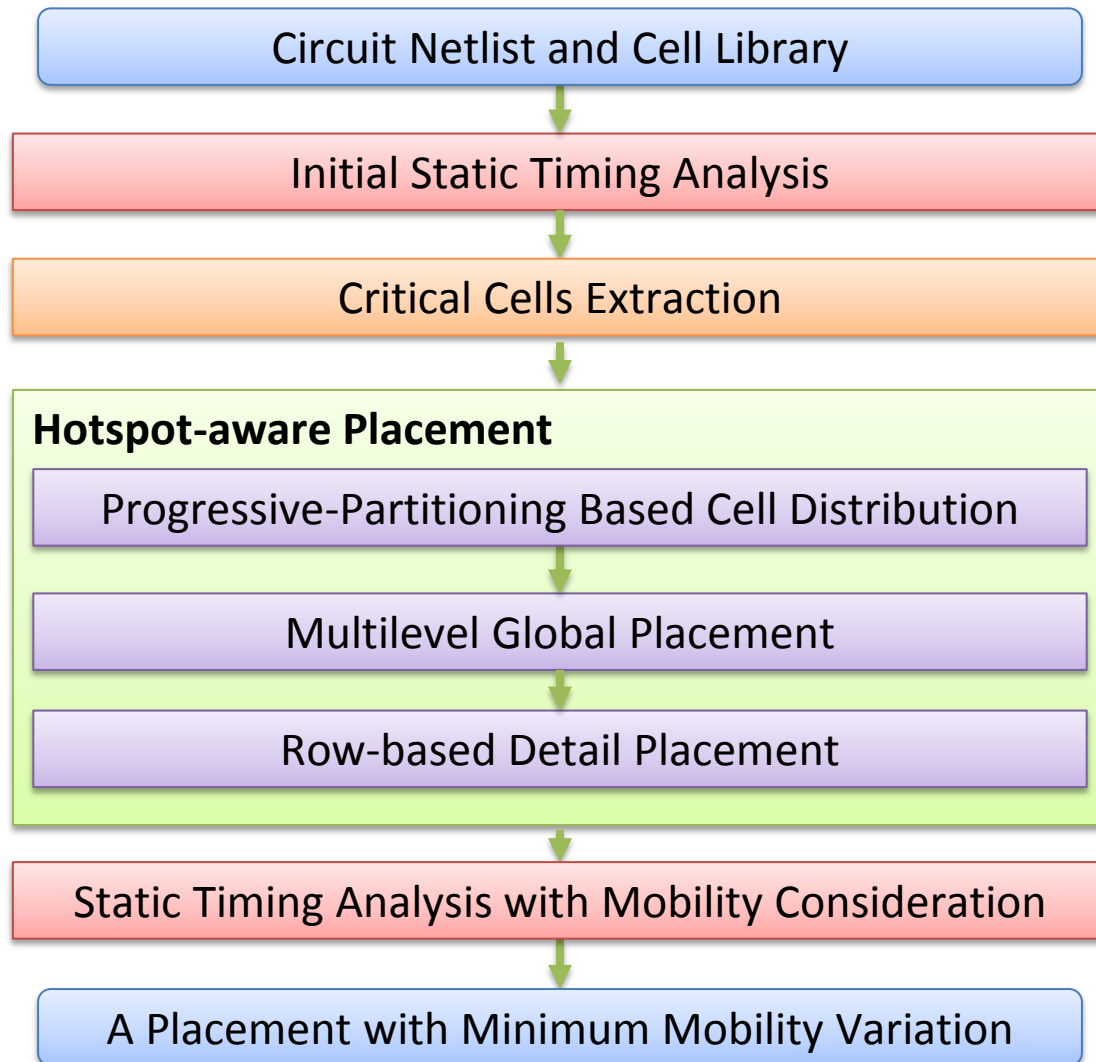 Circuit Netlist and Cell Library
Initial Static Timing Analysis
Critical Cells Extraction
Hotspot-aware Placement
Progressive-Partitioning Based Cell Distribution
Multilevel Global Placement
Row-based Detail Placement
Static Timing Analysis with Mobility Consideration
A Placement with Minimum Mobility Variation